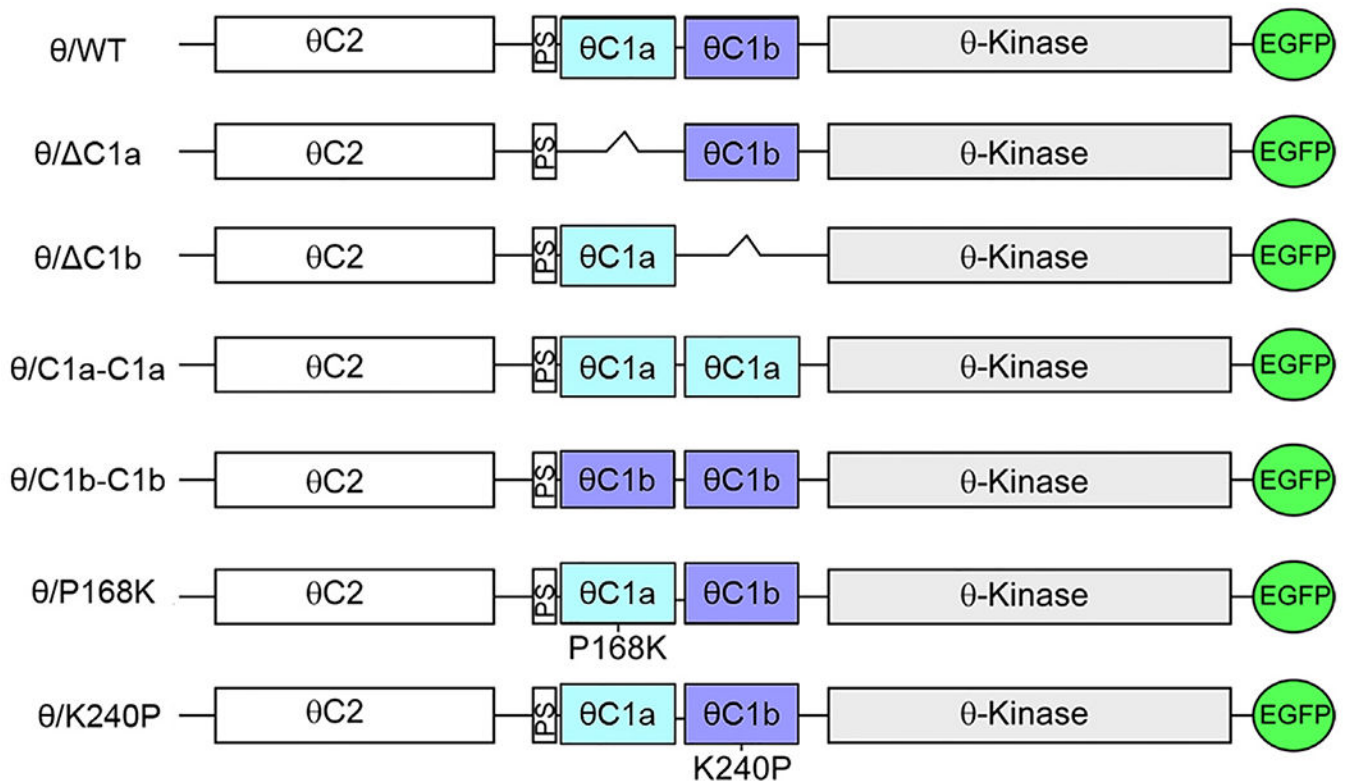 θ/WT θC2 PS θC1a θC1b θ-Kinase EGFP
θ/ΔC1a θC2 PS θC1b θ-Kinase EGFP
θ/ΔC1b θC2 PS θC1a θ-Kinase EGFP
θ/C1a-C1a θC2 PS θC1a θC1a θ-Kinase EGFP
θ/C1b-C1b θC2 PS θC1b θC1b θ-Kinase EGFP
θ/P168K θC2 PS θC1a θC1b θ-Kinase EGFP
P168K
θ/K240P θC2 PS θC1a θC1b θ-Kinase EGFP
K240P